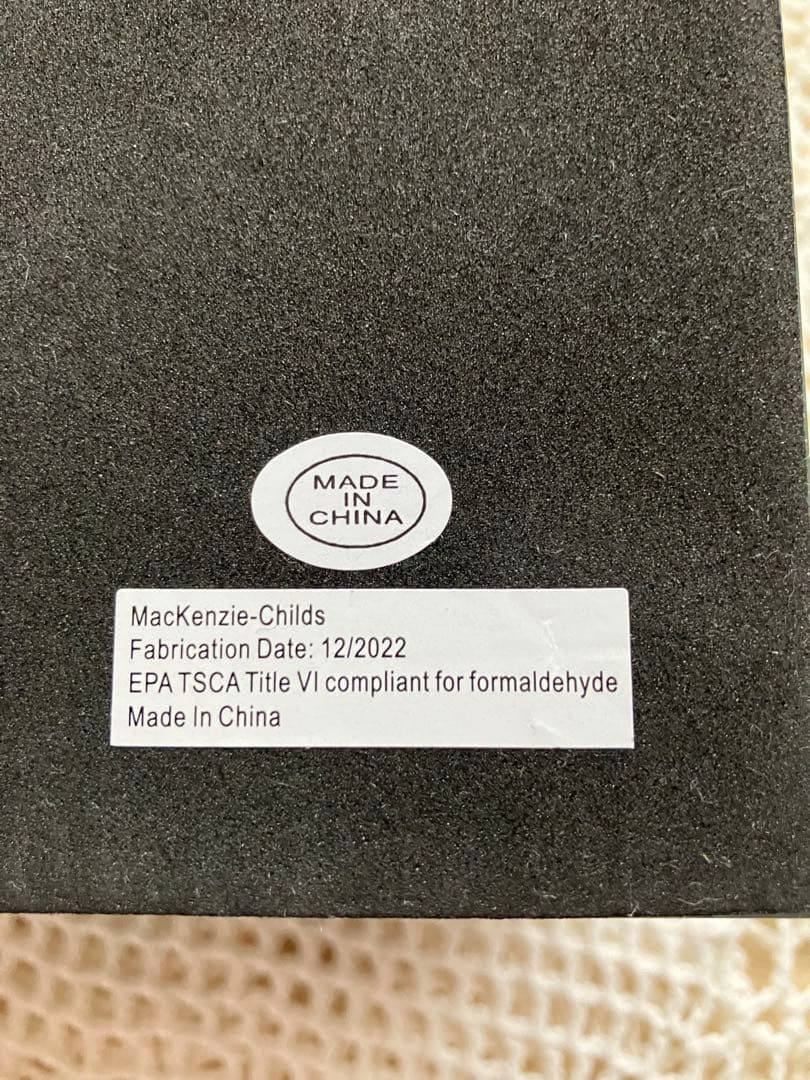 MADE
IN
CHINA
MacKenzie-Childs
Fabrication Date: 12/2022
EPA TSCA Title VI compliant for formaldehyde
Made In China